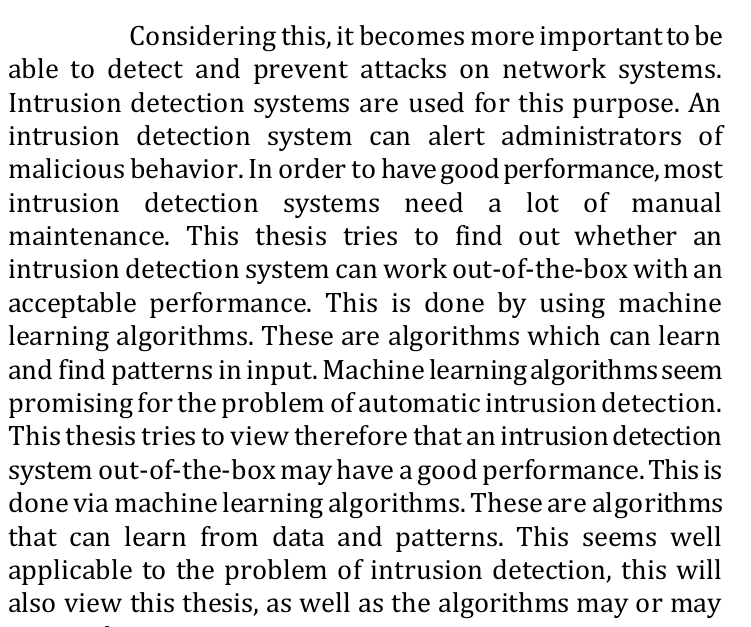 Considering this, it becomes more important to be
able to detect and prevent attacks on network systems.
Intrusion detection systems are used for this purpose. An
intrusion detection system can alert administrators of
malicious behavior. In order to have good performance, most
intrusion detection systems need a lot of manual
maintenance. This thesis tries to find out whether an
intrusion detection system can work out-of-the-box with an
acceptable performance. This is done by using machine
learning algorithms. These are algorithms which can learn
and find patterns in input. Machine learning algorithms seem
promising for the problem of automatic intrusion detection.
This thesis tries to view therefore that an intrusion detection
system out-of-the-box may have a good performance. This is
done via machine learning algorithms. These are algorithms
that can learn from data and patterns. This seems well
applicable to the problem of intrusion detection, this will
also view this thesis, as well as the algorithms may or may